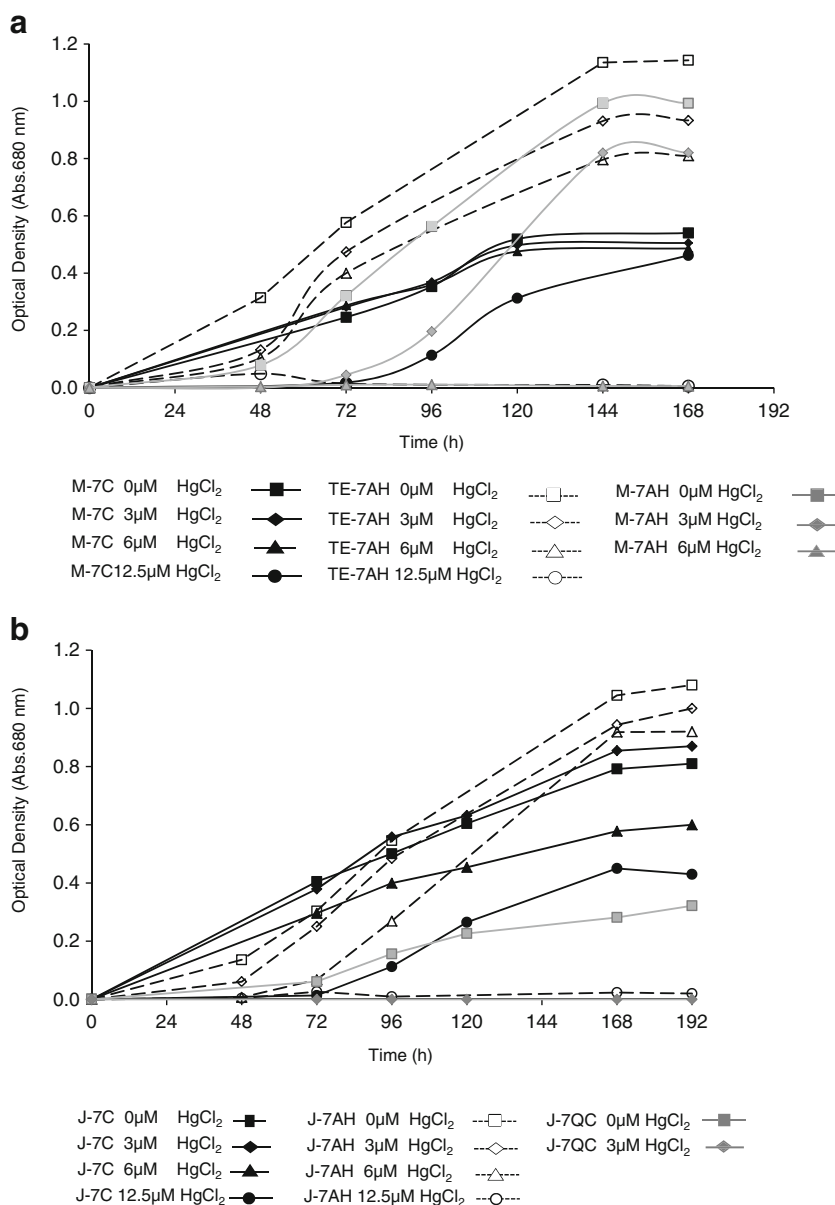 a
1.2
1.0
0.8
0.6
0.4
0.2
0.0
Optical Density (Abs.680 nm)
0 24 48 72 96 120 144 168 192
Time (h)
M-7C 0µM HgCl₂ TE-7AH 0µM HgCl₂ M-7AH 0µM HgCl₂
M-7C 3µM HgCl₂ TE-7AH 3µM HgCl₂ M-7AH 3µM HgCl₂
M-7C 6µM HgCl₂ TE-7AH 6µM HgCl₂ M-7AH 6µM HgCl₂
M-7C12.5µM HgCl₂ TE-7AH 12.5µM HgCl₂
b
1.2
1.0
0.8
0.6
0.4
0.2
0.0
Optical Density (Abs.680 nm)
0 24 48 72 96 120 144 168 192
Time (h)
J-7C 0µM HgCl₂ J-7AH 0µM HgCl₂ J-7QC 0µM HgCl₂
J-7C 3µM HgCl₂ J-7AH 3µM HgCl₂ J-7QC 3µM HgCl₂
J-7C 6µM HgCl₂ J-7AH 6µM HgCl₂
J-7C 12.5µM HgCl₂ J-7AH 12.5µM HgCl₂